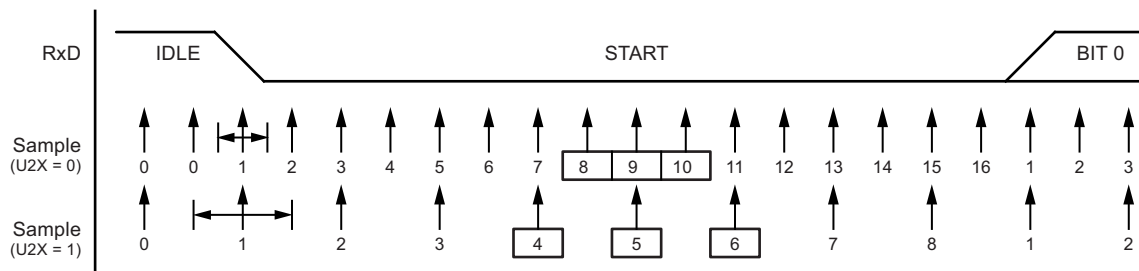 RxD IDLE START BIT 0
Sample
(U2X = 0)
0 0 1 2 3 4 5 6 7 8 9 10 11 12 13 14 15 16 1 2 3
Sample
(U2X = 1)
0 1 2 3 4 5 6 7 8 1 2